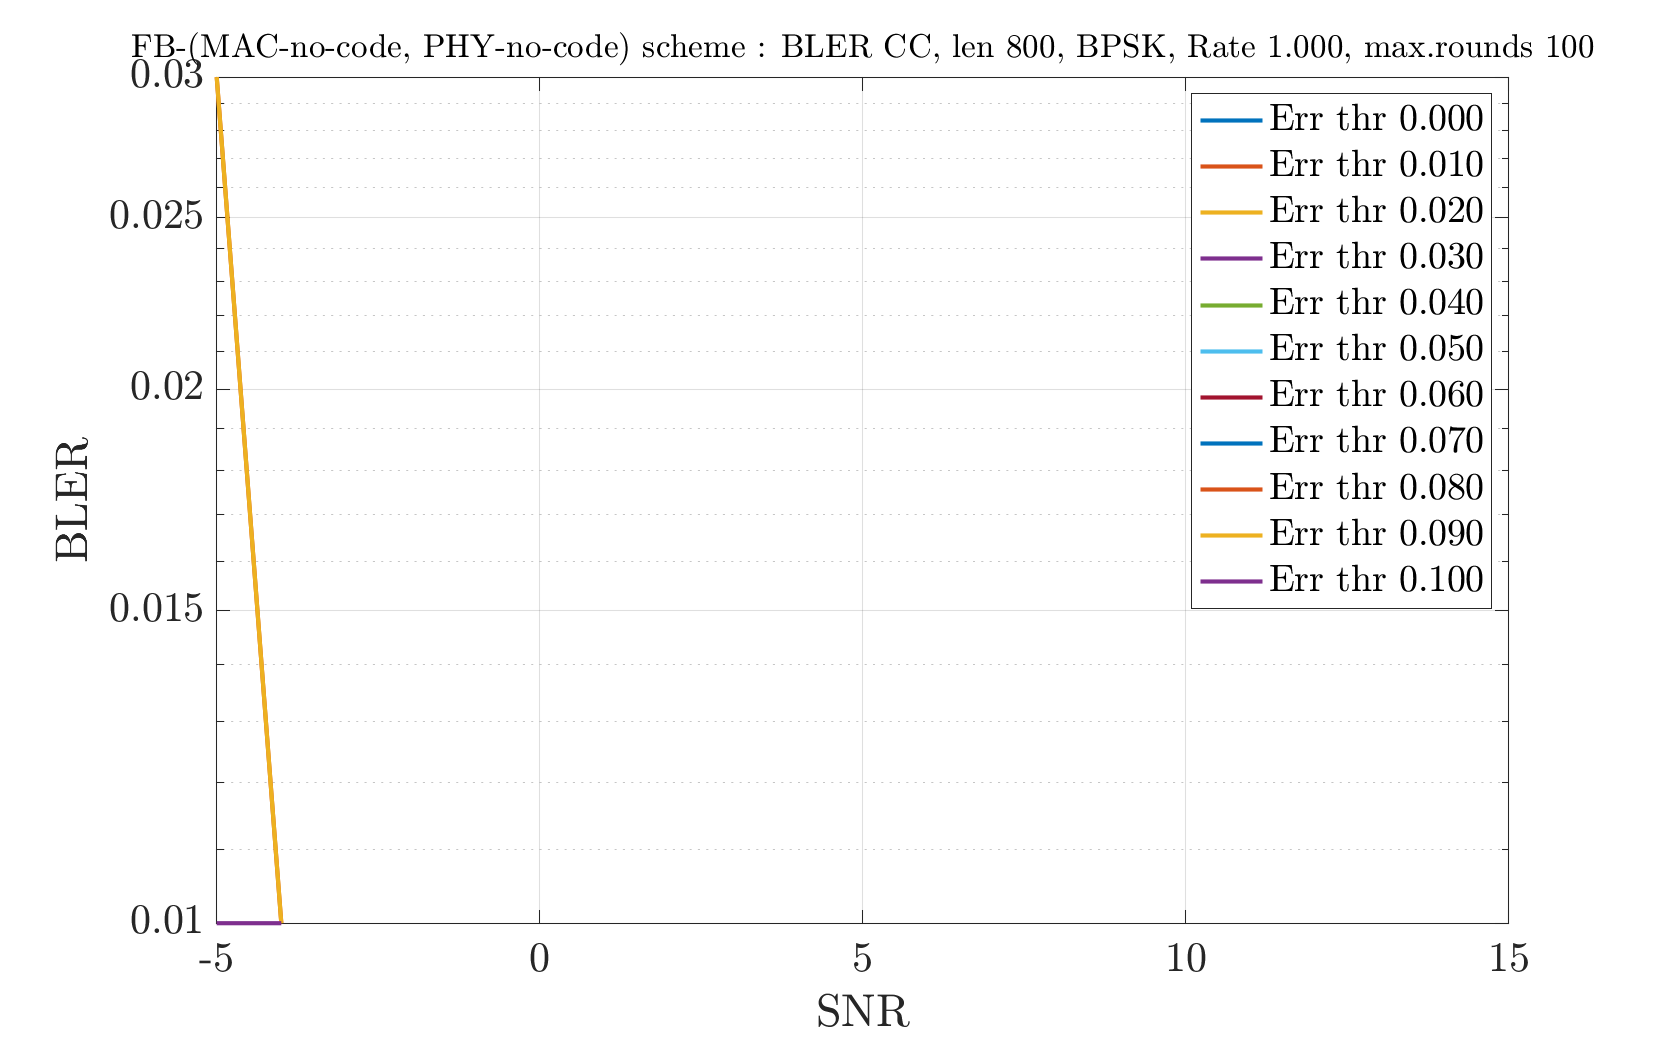 FB-(MAC-no-code, PHY-no-code) scheme : BLER CC, len 800, BPSK, Rate 1.000, max.rounds 100
0.03
0.025
0.02
0.015
0.01
BLER
-5
0
5
10
15
SNR
Err thr 0.000
Err thr 0.010
Err thr 0.020
Err thr 0.030
Err thr 0.040
Err thr 0.050
Err thr 0.060
Err thr 0.070
Err thr 0.080
Err thr 0.090
Err thr 0.100